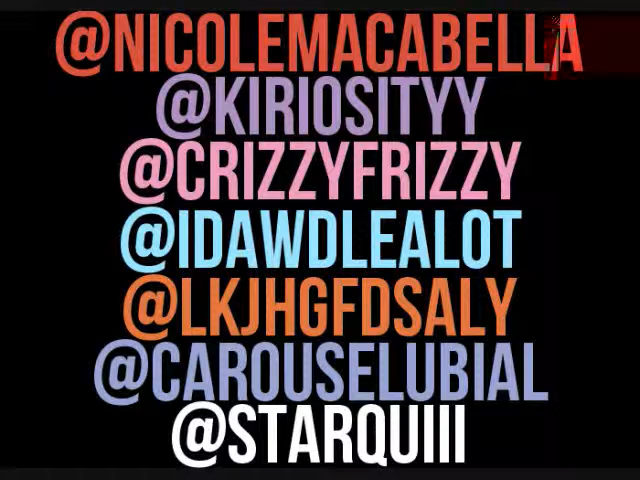 @NICOLEMACABELLA
@KIRIOSITYY
@CRIZZYFRIZZY
@IDAWDLEALOT
@LKJHGFDSALY
@CAROUSELUBIAL
@STARQUIII